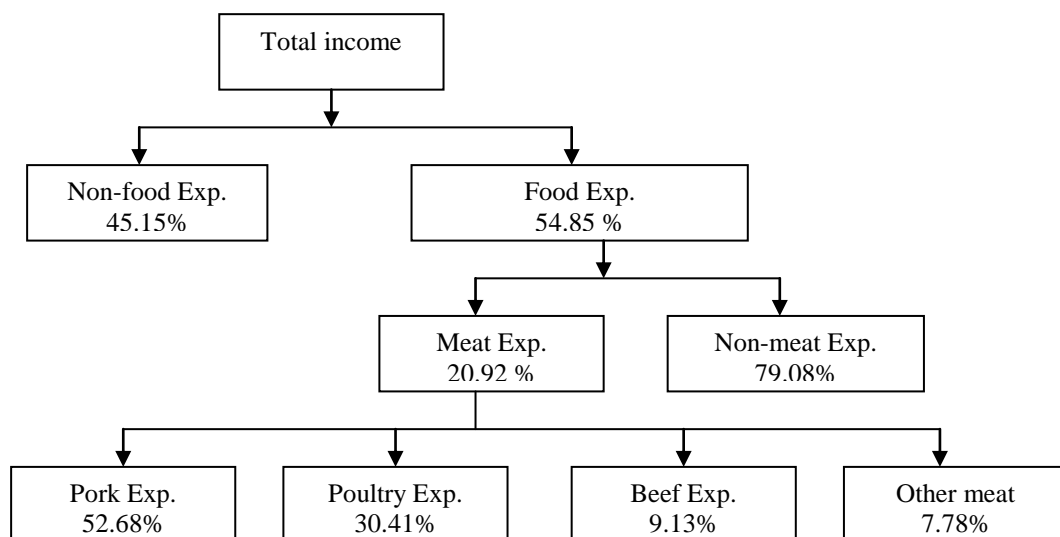 Total income
Non-food Exp.
45.15%
Food Exp.
54.85 %
Meat Exp.
20.92 %
Non-meat Exp.
79.08%
Pork Exp.
52.68%
Poultry Exp.
30.41%
Beef Exp.
9.13%
Other meat
7.78%